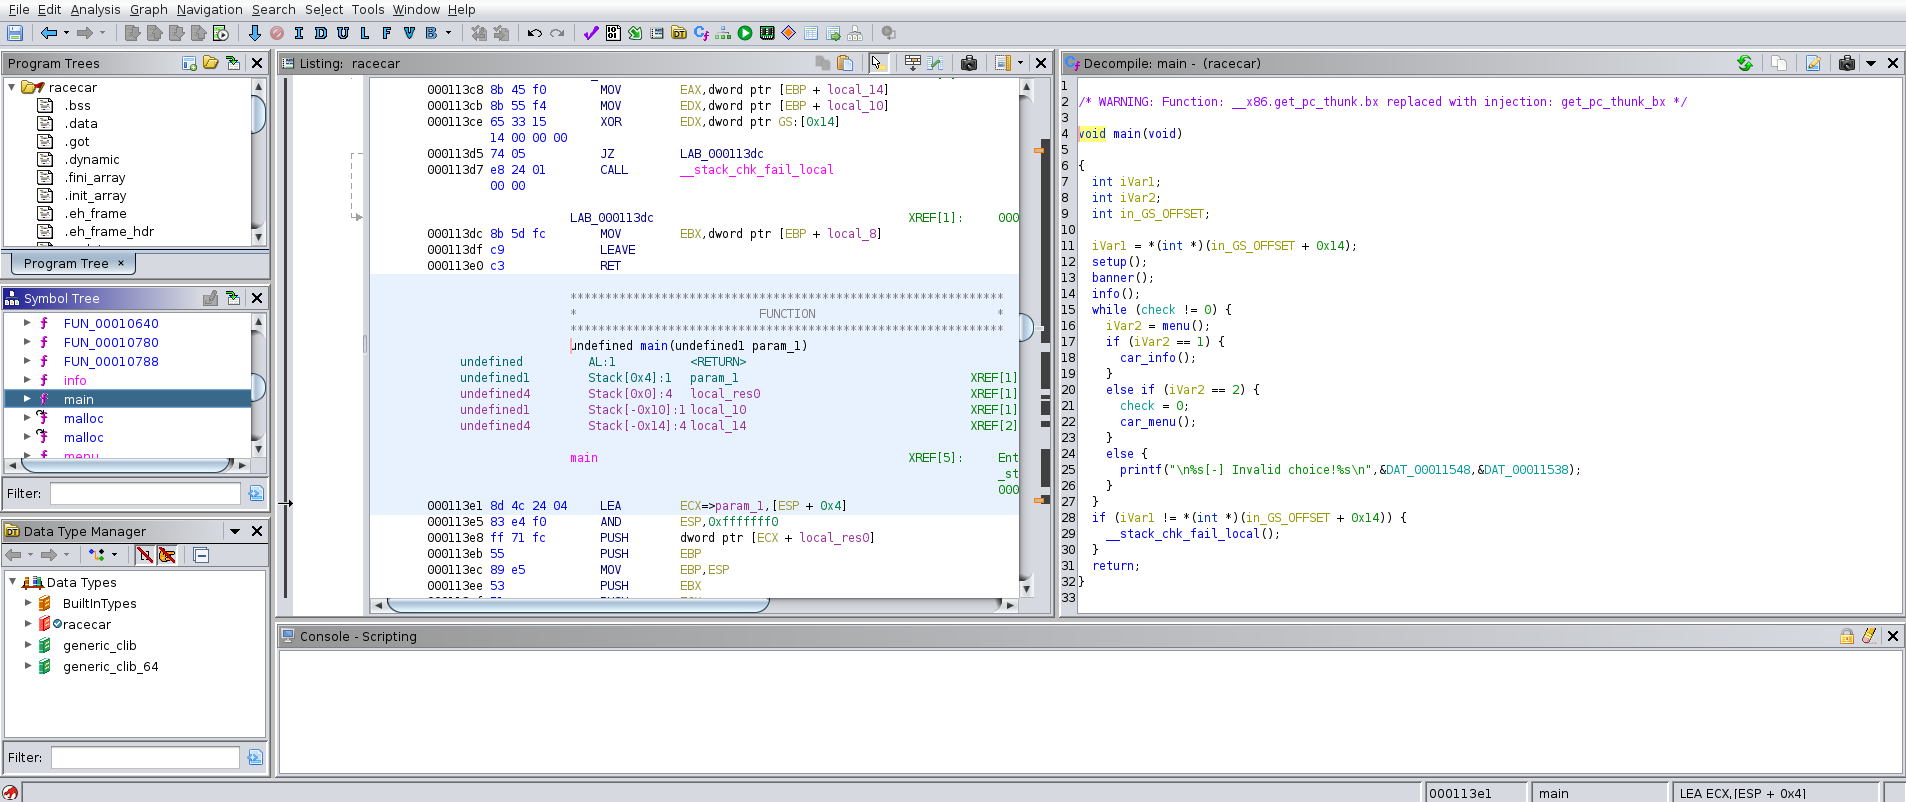 File Edit Analysis Graph Navigation Search Select Tools Window Help
I D U L F V B
Program Trees
racecar
.bss
.data
.got
.dynamic
.fini_array
.init_array
.eh_frame
.eh_frame_hdr
Program Tree ×
Symbol Tree
FUN_00010640
FUN_00010780
FUN_00010788
info
main
malloc
malloc
menu
Filter:
Data Type Manager
Data Types
BuiltInTypes
racecar
generic_clib
generic_clib_64
Filter:
Listing: racecar
000113c8 8b 45 f0 MOV EAX,dword ptr [EBP + local_14]
000113cb 8b 55 f4 MOV EDX,dword ptr [EBP + local_10]
000113ce 65 33 15 XOR EDX,dword ptr GS:[0x14]
14 00 00 00
000113d5 74 05 JZ LAB_000113dc
000113d7 e8 24 01 CALL __stack_chk_fail_local
00 00
LAB_000113dc XREF[1]: 000
000113dc 8b 5d fc MOV EBX,dword ptr [EBP + local_8]
000113df c9 LEAVE
000113e0 c3 RET
**************************************************************
* FUNCTION *
**************************************************************
undefined main(undefined1 param_1)
undefined AL:1 <RETURN>
undefined1 Stack[0x4]:1 param_1 XREF[1]
undefined4 Stack[0x0]:4 local_res0 XREF[1]
undefined1 Stack[-0x10]:1 local_10 XREF[1]
undefined4 Stack[-0x14]:4 local_14 XREF[2]
main XREF[5]: Ent
_st
000
000113e1 8d 4c 24 04 LEA ECX=>param_1,[ESP + 0x4]
000113e5 83 e4 f0 AND ESP,0xfffffff0
000113e8 ff 71 fc PUSH dword ptr [ECX + local_res0]
000113eb 55 PUSH EBP
000113ec 89 e5 MOV EBP,ESP
000113ee 53 PUSH EBX
Decompile: main - (racecar)
1
2 /* WARNING: Function: __x86.get_pc_thunk.bx replaced with injection: get_pc_thunk_bx */
3
4 void main(void)
5
6 {
7 int iVar1;
8 int iVar2;
9 int in_GS_OFFSET;
10
11 iVar1 = *(int *)(in_GS_OFFSET + 0x14);
12 setup();
13 banner();
14 info();
15 while (check != 0) {
16 iVar2 = menu();
17 if (iVar2 == 1) {
18 car_info();
19 }
20 else if (iVar2 == 2) {
21 check = 0;
22 car_menu();
23 }
24 else {
25 printf("\n%s[-] Invalid choice!%s\n",&DAT_00011548,&DAT_00011538);
26 }
27 }
28 if (iVar1 != *(int *)(in_GS_OFFSET + 0x14)) {
29 __stack_chk_fail_local();
30 }
31 return;
32 }
33
Console - Scripting
000113e1 main LEA ECX,[ESP + 0x4]